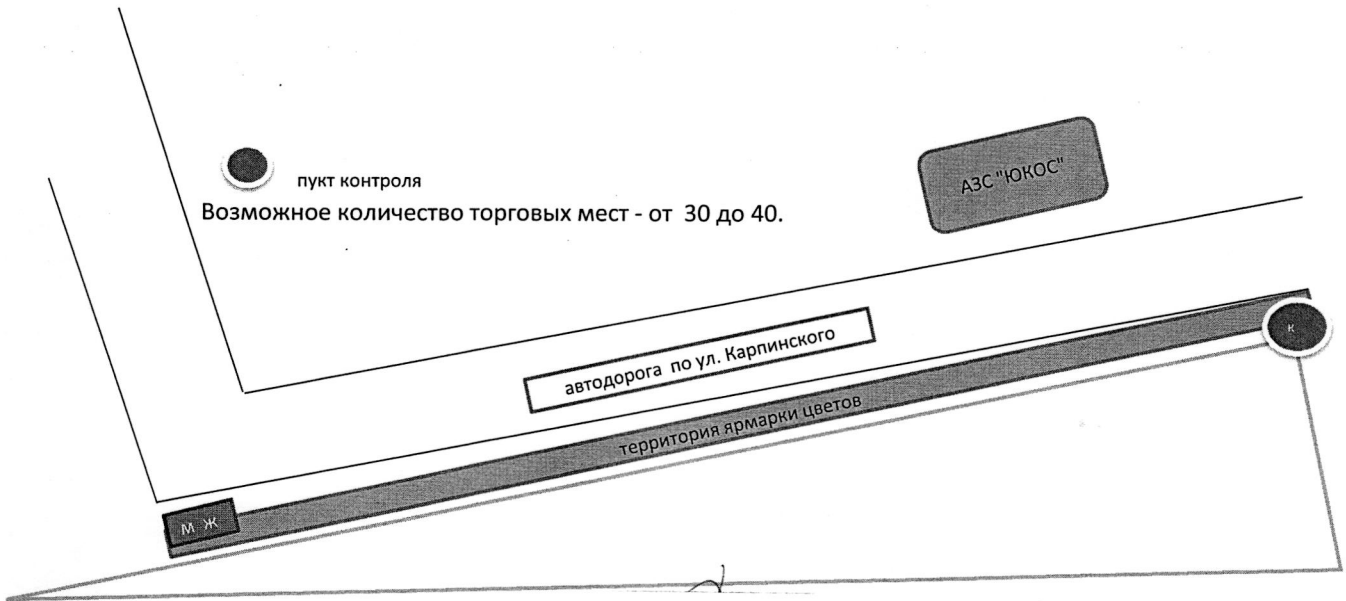 пукт контроля
Возможное количество торговых мест - от 30 до 40.
АЗС "ЮКОС"
К
автодорога по ул. Карпинского
территория ярмарки цветов
М Ж